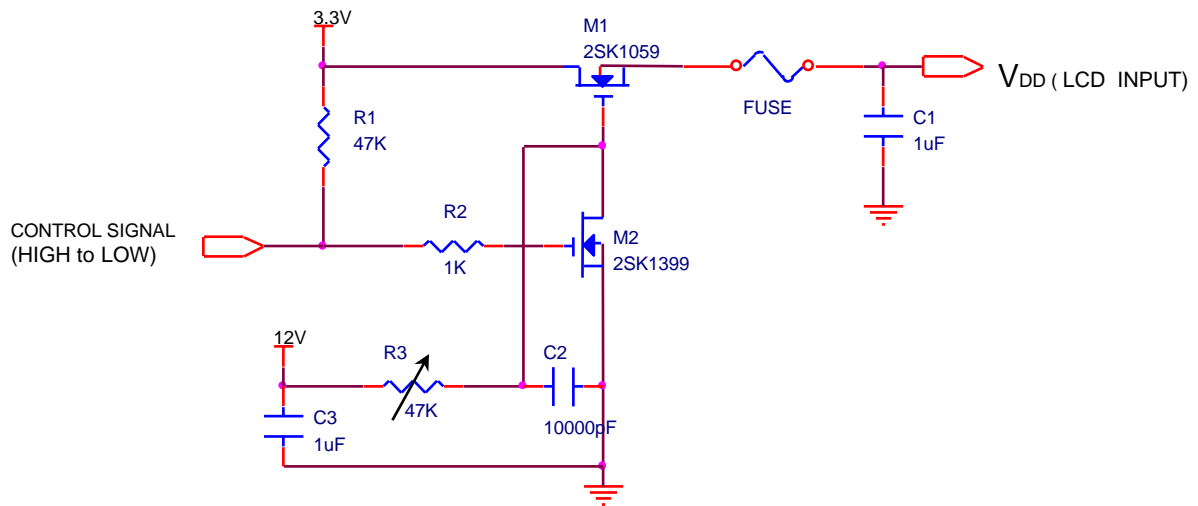 3.3V
M1
2SK1059
FUSE
VDD ( LCD INPUT)
R1
47K
C1
1uF
CONTROL SIGNAL
(HIGH to LOW)
R2
1K
M2
2SK1399
12V
R3
47K
C2
10000pF
C3
1uF